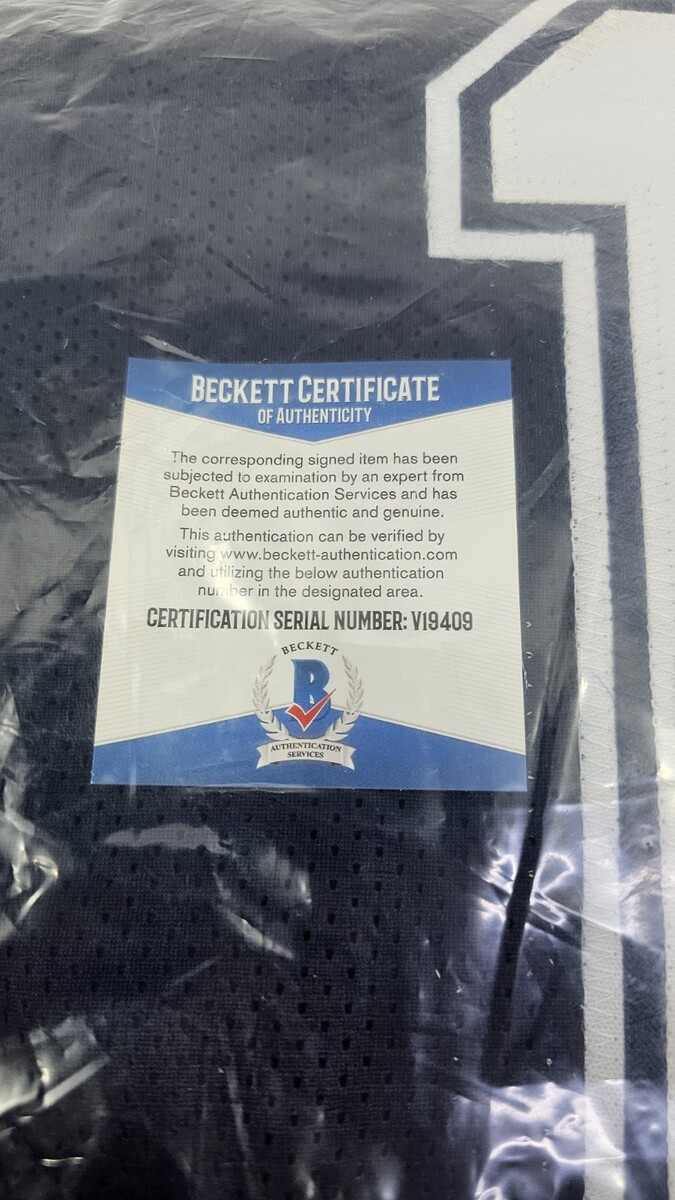 BECKETT CERTIFICATE
OF AUTHENTICITY
The corresponding signed item has been
subjected to examination by an expert from
Beckett Authentication Services and has
been deemed authentic and genuine.
This authentication can be verified by
visiting www.beckett-authentication.com
and utilizing the below authentication
number in the designated area.
CERTIFICATION SERIAL NUMBER: V19409
BECKETT
B
AUTHENTICATION
SERVICES
1